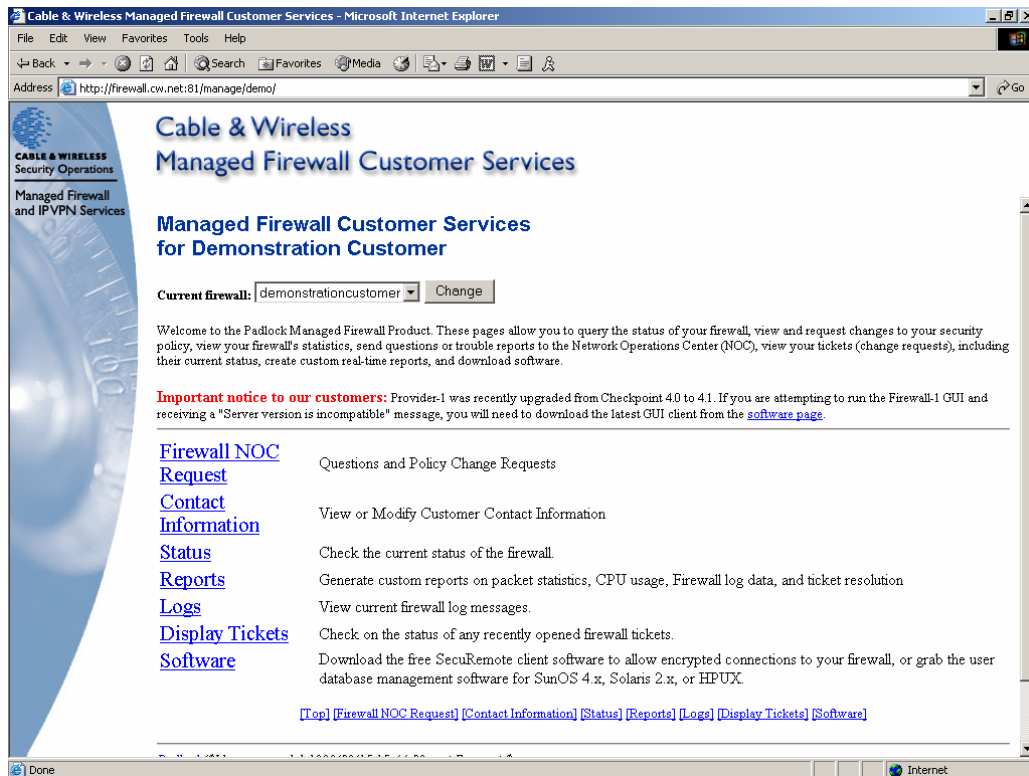 Cable & Wireless Managed Firewall Customer Services - Microsoft Internet Explorer
File Edit View Favorites Tools Help
Back Search Favorites Media
Address http://firewall.cw.net:81/manage/demo/ Go
CABLE & WIRELESS
Security Operations
Managed Firewall
and IPVPN Services
Cable & Wireless
Managed Firewall Customer Services
Managed Firewall Customer Services
for Demonstration Customer
Current firewall: demonstrationcustomer Change
Welcome to the Padlock Managed Firewall Product. These pages allow you to query the status of your firewall, view and request changes to your security
policy, view your firewall's statistics, send questions or trouble reports to the Network Operations Center (NOC), view your tickets (change requests), including
their current status, create custom real-time reports, and download software.
Important notice to our customers: Provider-1 was recently upgraded from Checkpoint 4.0 to 4.1. If you are attempting to run the Firewall-1 GUI and
receiving a "Server version is incompatible" message, you will need to download the latest GUI client from the software page.
Firewall NOC
Request
Questions and Policy Change Requests
Contact
Information
View or Modify Customer Contact Information
Status Check the current status of the firewall.
Reports Generate custom reports on packet statistics, CPU usage, Firewall log data, and ticket resolution
Logs View current firewall log messages.
Display Tickets Check on the status of any recently opened firewall tickets.
Software Download the free SecuRemote client software to allow encrypted connections to your firewall, or grab the user
database management software for SunOS 4.x, Solaris 2.x, or HPUX.
[Top] [Firewall NOC Request] [Contact Information] [Status] [Reports] [Logs] [Display Tickets] [Software]
Done Internet